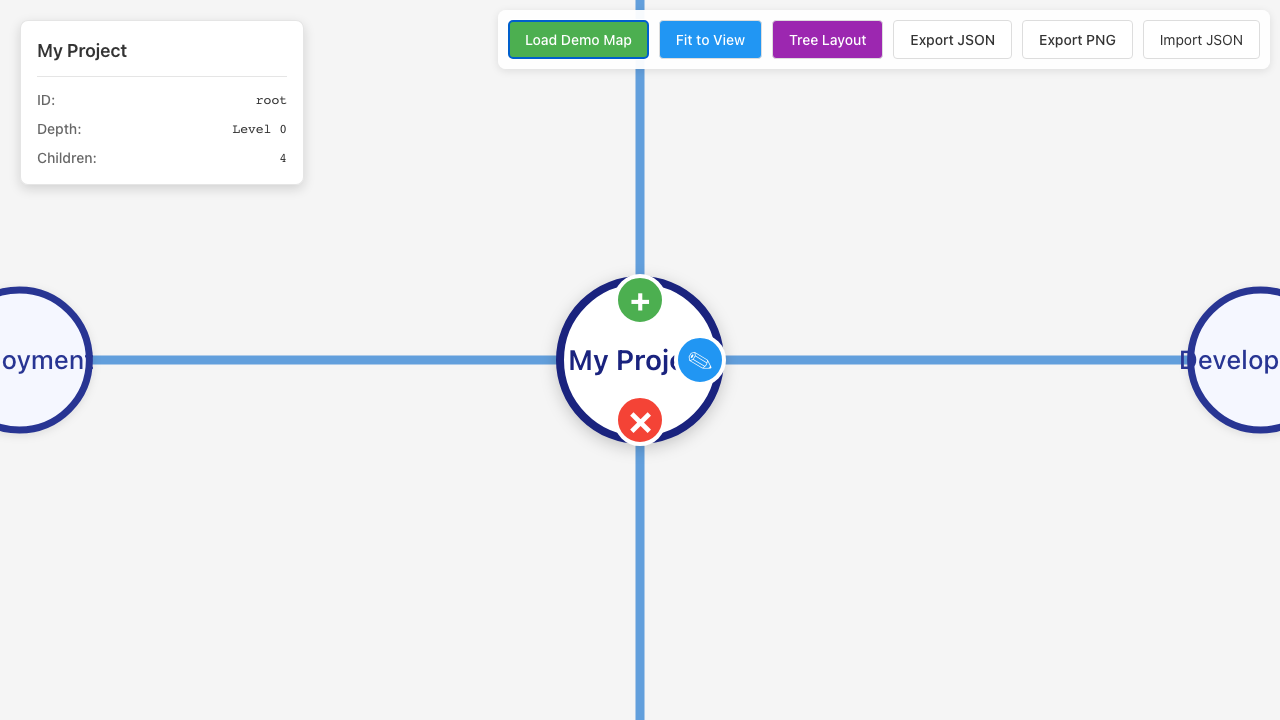 My Project
ID: root
Depth: Level 0
Children: 4
Load Demo Map
Fit to View
Tree Layout
Export JSON
Export PNG
Import JSON
+
oyment
My Proj
Develop
×